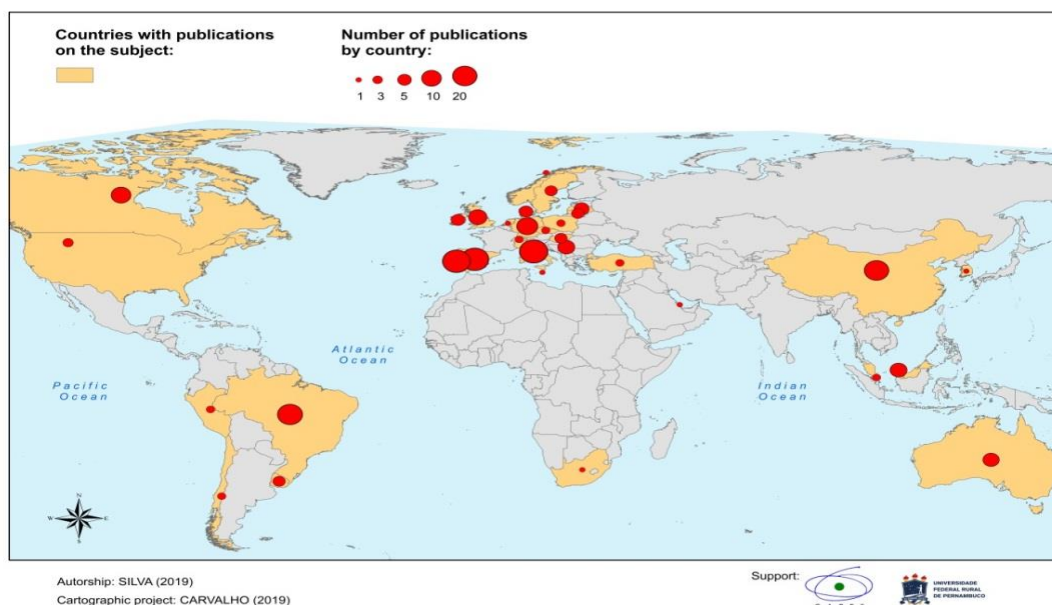 Countries with publications
on the subject:
Number of publications
by country:
1 3 5 10 20
Atlantic
Ocean
Pacific
Ocean
Indian
Ocean
N
W E
S
Autorship: SILVA (2019)
Cartographic project: CARVALHO (2019)
Support:
UNIVERSIDADE
FEDERAL RURAL
DE PERNAMBUCO